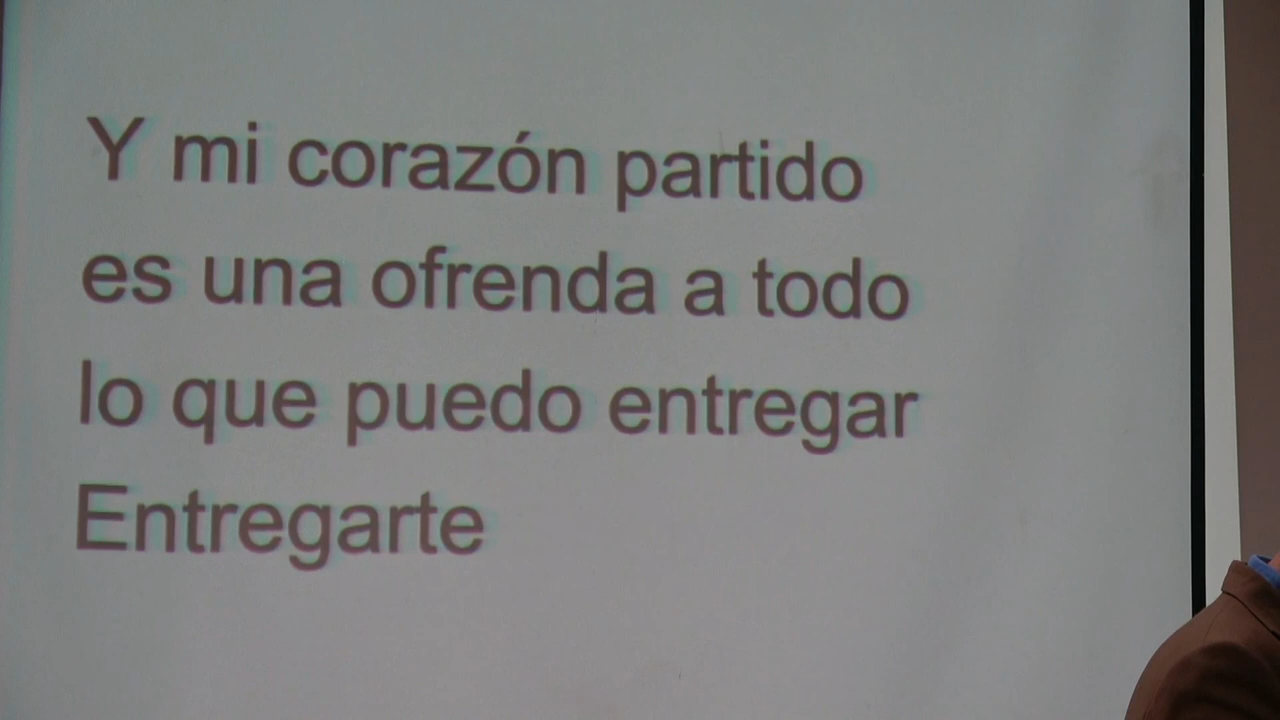 Y mi corazón partido
es una ofrenda a todo
lo que puedo entregar
Entregarte